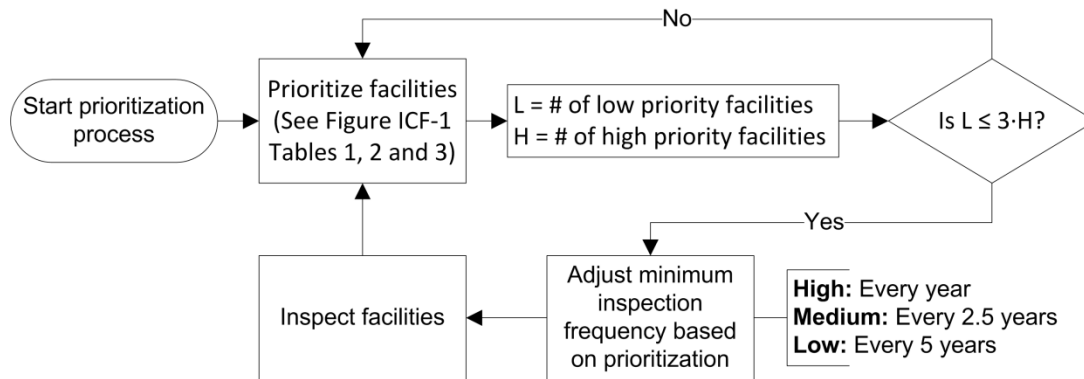 No
Start prioritization
process
Prioritize facilities
(See Figure ICF-1
Tables 1, 2 and 3)
L = # of low priority facilities
H = # of high priority facilities
Is L ≤ 3·H?
Yes
Adjust minimum
inspection
frequency based
on prioritization
High: Every year
Medium: Every 2.5 years
Low: Every 5 years
Inspect facilities